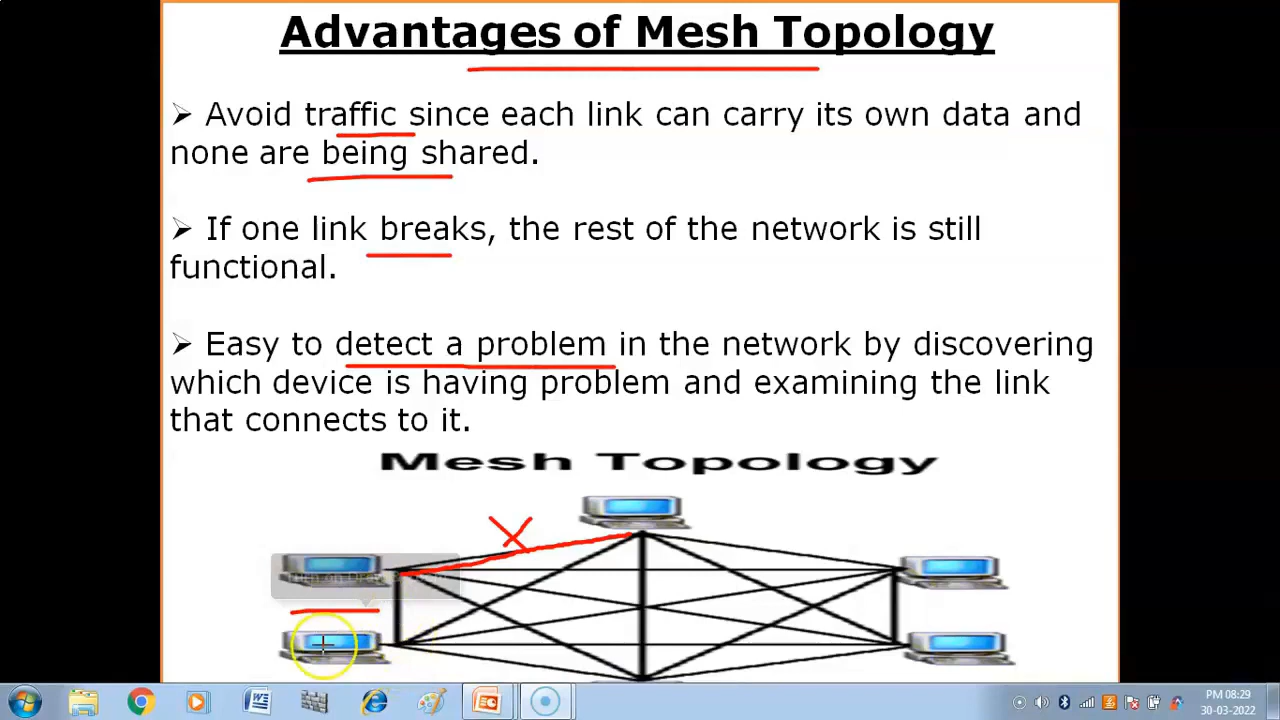 Advantages of Mesh Topology
➢ Avoid traffic since each link can carry its own data and
none are being shared.
➢ If one link breaks, the rest of the network is still
functional.
➢ Easy to detect a problem in the network by discovering
which device is having problem and examining the link
that connects to it.
Mesh Topology
PM 08:29
30-03-2022